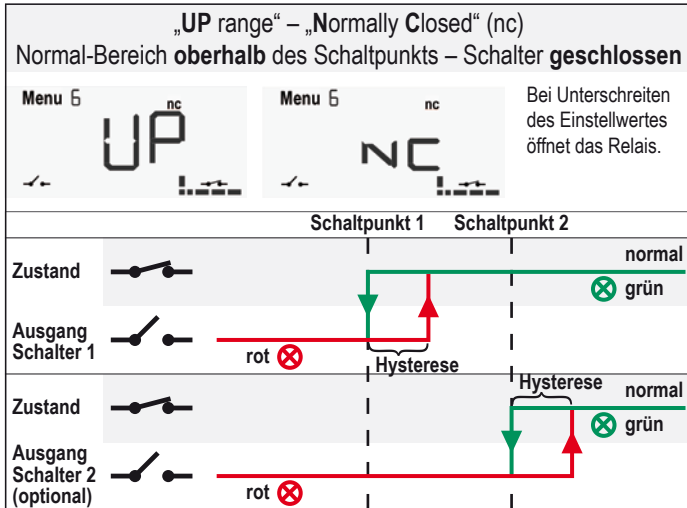 „UP range“ – „Normally Closed“ (nc)
Normal-Bereich oberhalb des Schaltpunkts – Schalter geschlossen
Menu 6
nc
UP
Menu 6
nc
NC
Bei Unterschreiten
des Einstellwertes
öffnet das Relais.
Schaltpunkt 1 Schaltpunkt 2
Zustand
normal
grün
Ausgang
Schalter 1
rot
Hysterese
Zustand
Hysterese
normal
grün
Ausgang
Schalter 2
(optional)
rot